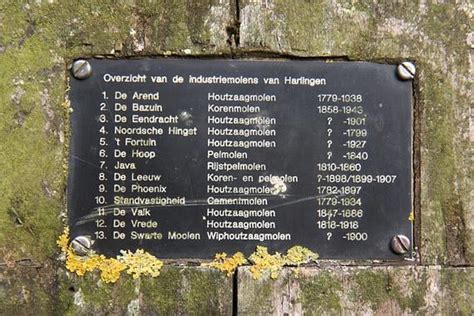 Overzicht van de industriemolens van Harlingen
1. De Arend Houtzaagmolen 1779-1938
2. De Bazuin Korenmolen 1858-1943
3. De Eendracht Houtzaagmolen ? -1901
4. Noordsche Hingst Houtzaagmolen ? -1799
5. 't Fortuin Houtzaagmolen ? -1927
6. De Hoop Pelmolen ? -1840
7. Java Rijstpelmolen 1810-1860
8. De Leeuw Koren- en pelmolen ?-1898/1899-1907
9. De Phoenix Houtzaagmolen 1782-1897
10. Standvastigheid Cementmolen 1779-1934
11. De Valk Houtzaagmolen 1847-1886
12. De Vrede Houtzaagmolen 1818-1918
13. De Swarte Moolen Wiphoutzaagmolen ? -1900